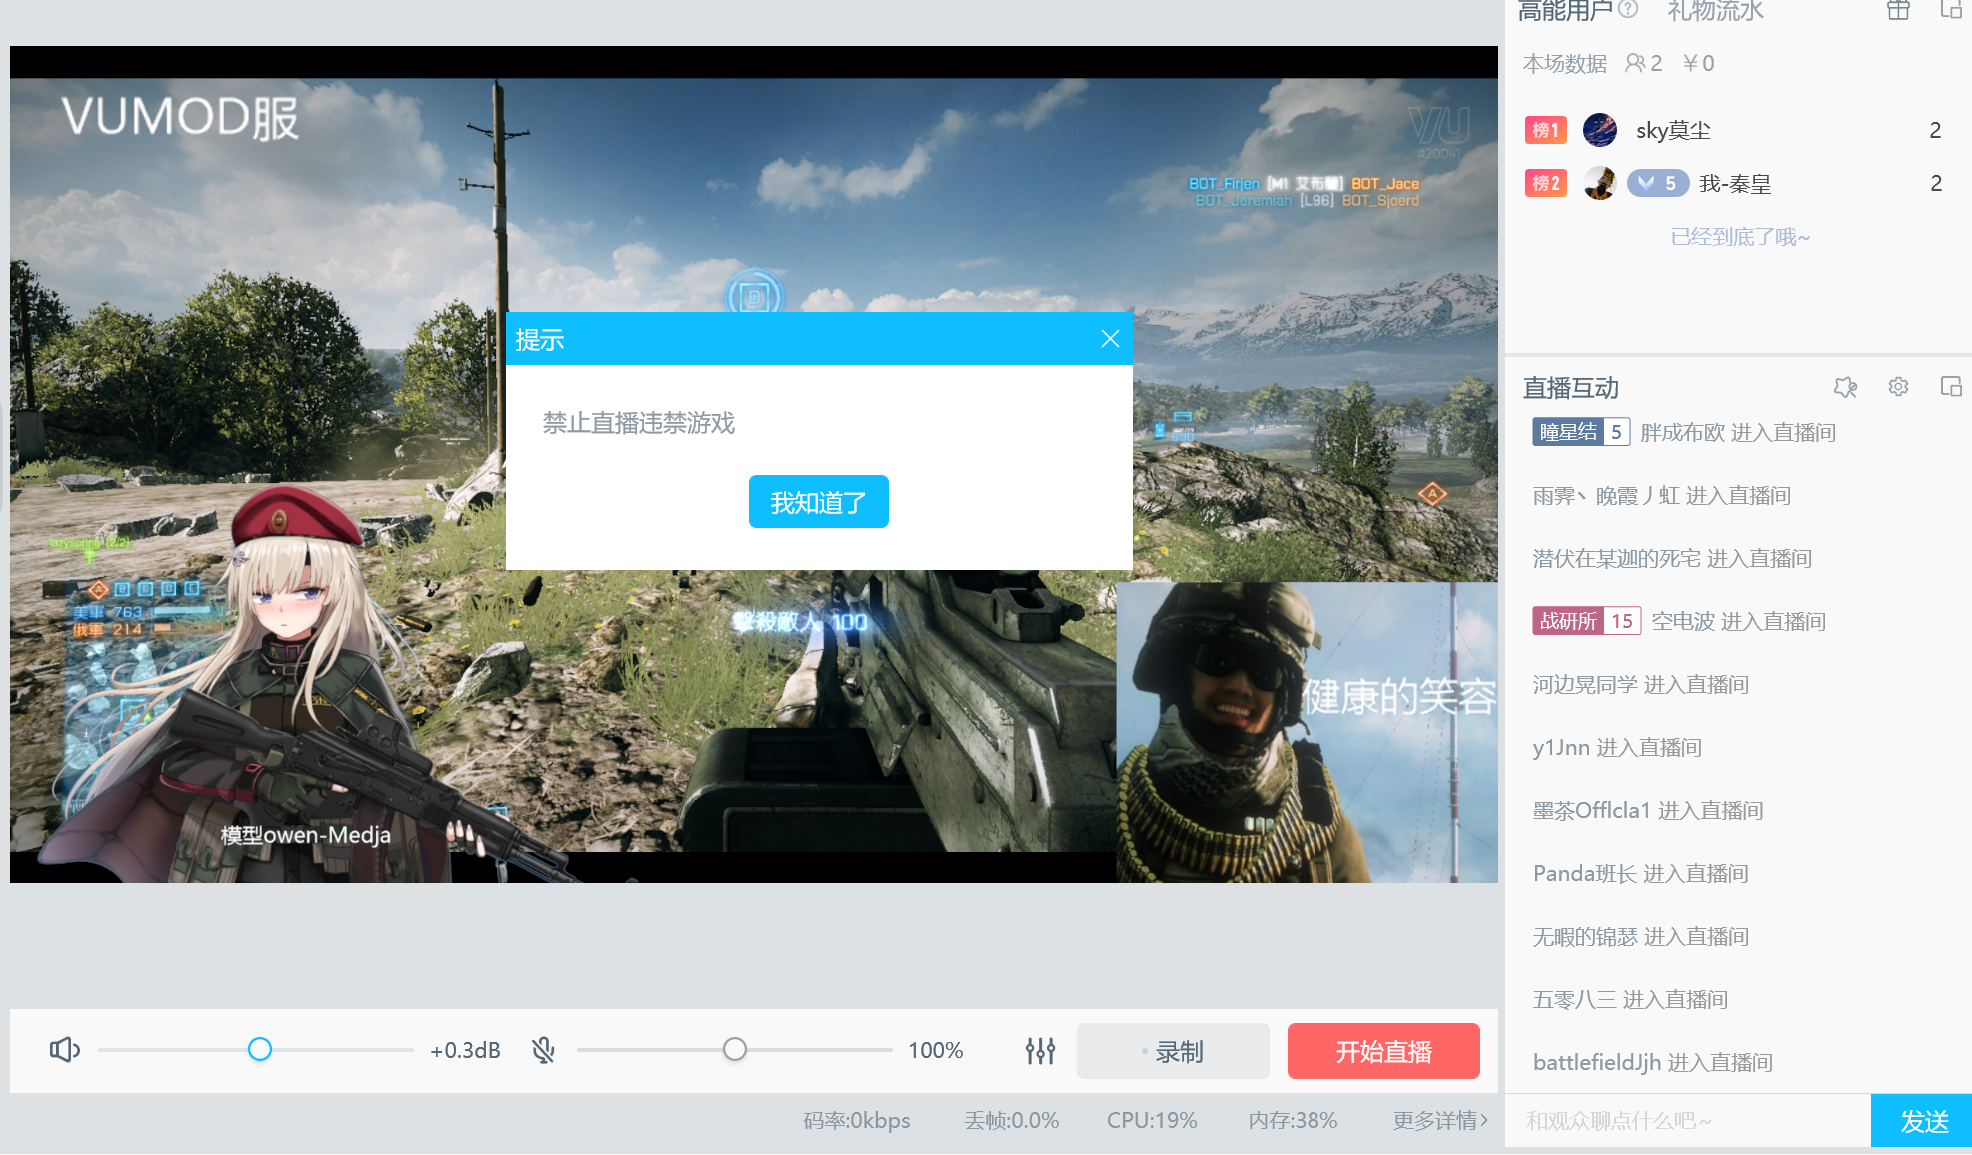 VUMOD服
VU
#20041
BOT_Firjen [M1 艾布蘭] BOT_Jace
BOT_Jeremiah [L96] BOT_Sjoerd
D
提示
禁止直播违禁游戏
我知道了
630
A
lazyspring [2/2]
美軍 763
俄軍 214
擊殺敵人 100
健康的笑容
模型owen-Medja
+0.3dB
100%
录制
开始直播
码率:0kbps
丢帧:0.0%
CPU:19%
内存:38%
更多详情
高能用户
礼物流水
本场数据 2 ￥0
榜1 sky莫尘 2
榜2 5 我-秦皇 2
已经到底了哦~
直播互动
瞳星结 5 胖成布欧 进入直播间
雨霁丶晚霞丿虹 进入直播间
潜伏在某迦的死宅 进入直播间
战研所 15 空电波 进入直播间
河边晃同学 进入直播间
y1Jnn 进入直播间
墨茶Offlcla1 进入直播间
Panda班长 进入直播间
无暇的锦瑟 进入直播间
五零八三 进入直播间
battlefieldJjh 进入直播间
和观众聊点什么吧~
发送